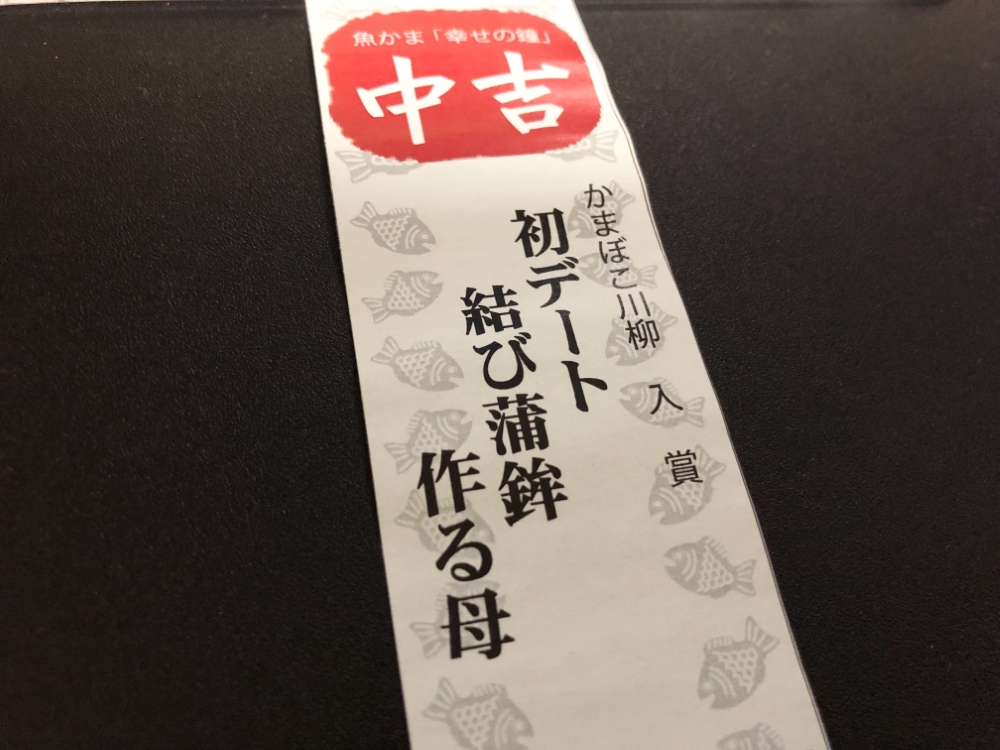 魚かま「幸せの鐘」
中吉
かまぼこ川柳 入賞
初デート
結び蒲鉾
作る母